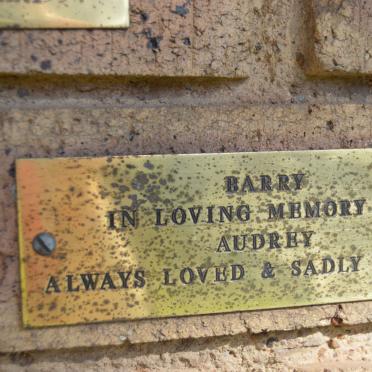 BARRY
IN LOVING MEMORY
AUDREY
ALWAYS LOVED & SADLY